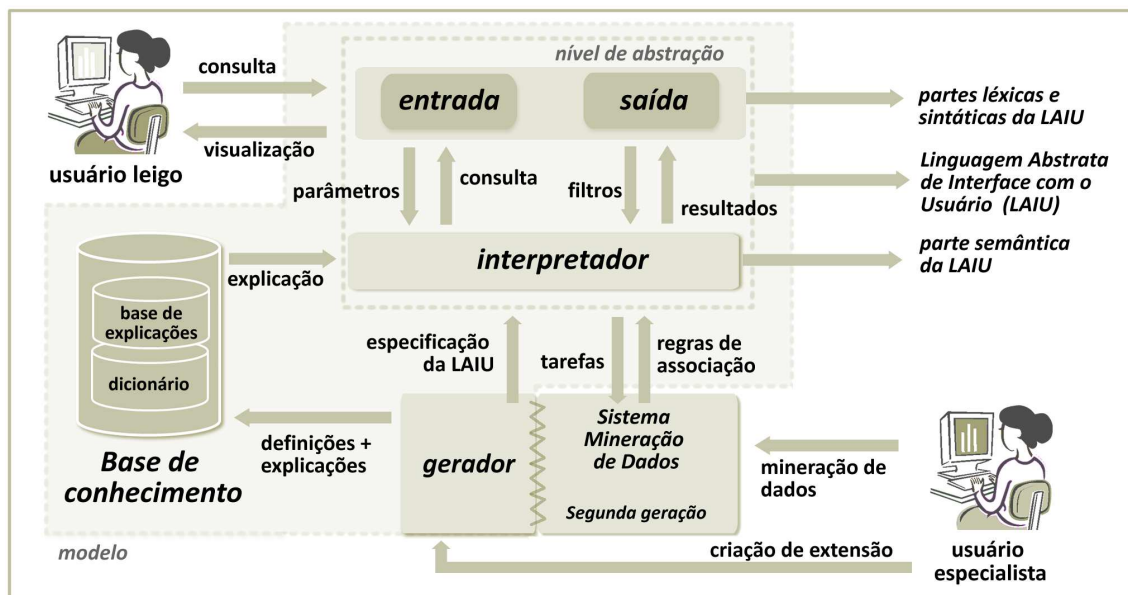 nível de abstração
consulta
entrada
saída
partes léxicas e
sintáticas da LAIU
visualização
usuário leigo
parâmetros
consulta
filtros
resultados
Linguagem Abstrata
de Interface com o
Usuário (LAIU)
explicação
interpretador
parte semântica
da LAIU
base de
explicações
dicionário
especificação
da LAIU
tarefas
regras de
associação
Base de
conhecimento
definições +
explicações
gerador
Sistema
Mineração
de Dados
Segunda geração
mineração de
dados
usuário
especialista
criação de extensão
modelo